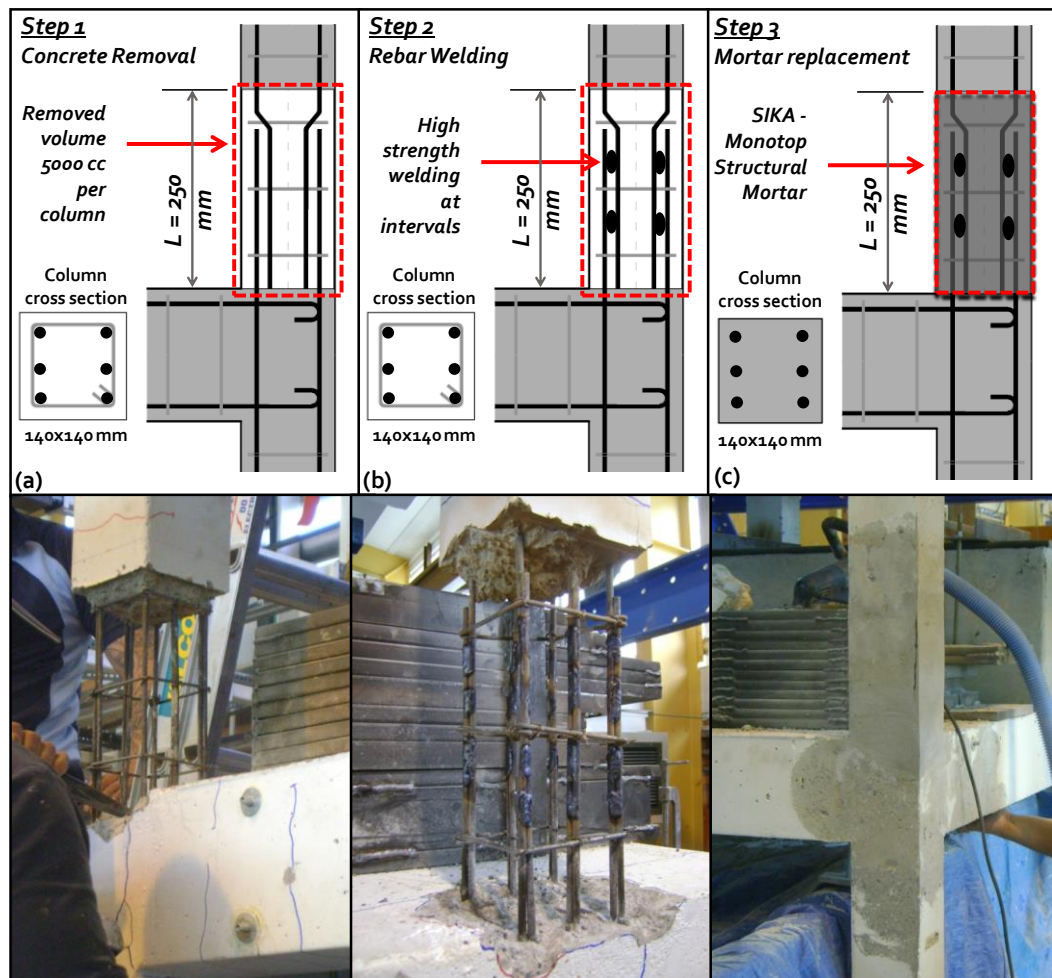 Step 1
Concrete Removal
Removed
volume
5000 cc
per
column
L = 250
mm
Column
cross section
140x140 mm
(a)
Step 2
Rebar Welding
High
strength
welding
at
intervals
L = 250
mm
Column
cross section
140x140 mm
(b)
Step 3
Mortar replacement
SIKA -
Monotop
Structural
Mortar
L = 250
mm
Column
cross section
140x140 mm
(c)